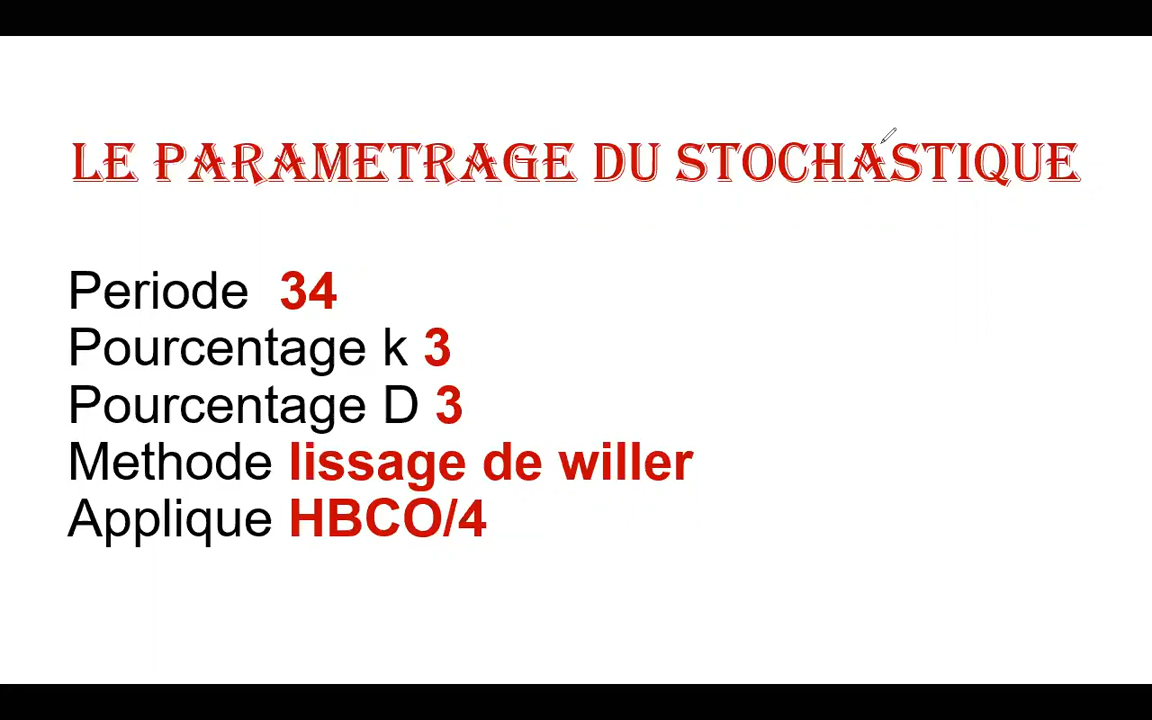 LE PARAMETRAGE DU STOCHASTIQUE
Periode 34
Pourcentage k 3
Pourcentage D 3
Methode lissage de willer
Applique HBCO/4